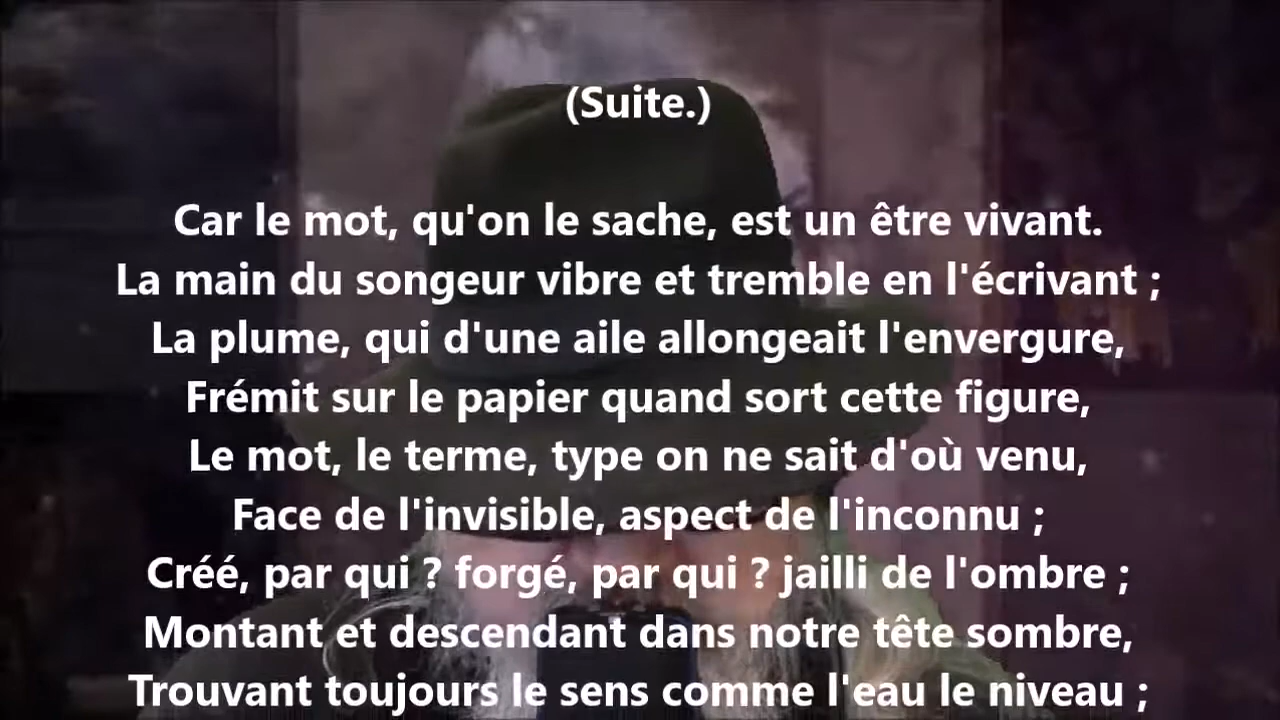 (Suite.)
Car le mot, qu'on le sache, est un être vivant.
La main du songeur vibre et tremble en l'écrivant ;
La plume, qui d'une aile allongeait l'envergure,
Frémit sur le papier quand sort cette figure,
Le mot, le terme, type on ne sait d'où venu,
Face de l'invisible, aspect de l'inconnu ;
Créé, par qui ? forgé, par qui ? jailli de l'ombre ;
Montant et descendant dans notre tête sombre,
Trouvant toujours le sens comme l'eau le niveau ;